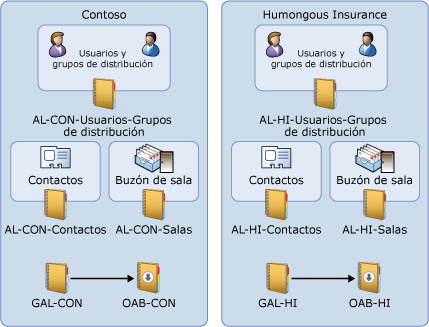 Contoso
Usuarios y
grupos de distribución
AL-CON-Usuarios-Grupos
de distribución
Contactos
Buzón de sala
AL-CON-Contactos
AL-CON-Salas
GAL-CON
OAB-CON
Humongous Insurance
Usuarios y
grupos de distribución
AL-HI-Usuarios-Grupos
de distribución
Contactos
Buzón de sala
AL-HI-Contactos
AL-HI-Salas
GAL-HI
OAB-HI